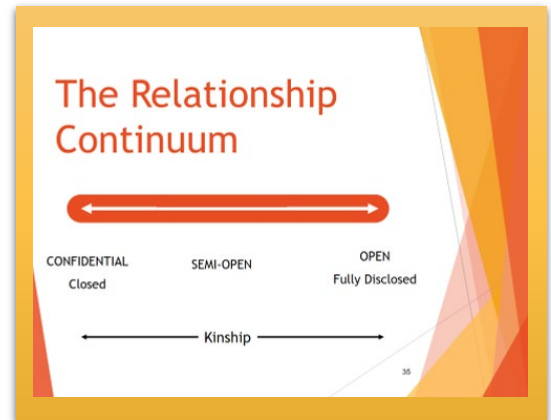 The Relationship
Continuum
CONFIDENTIAL
Closed
SEMI-OPEN
OPEN
Fully Disclosed
Kinship
35